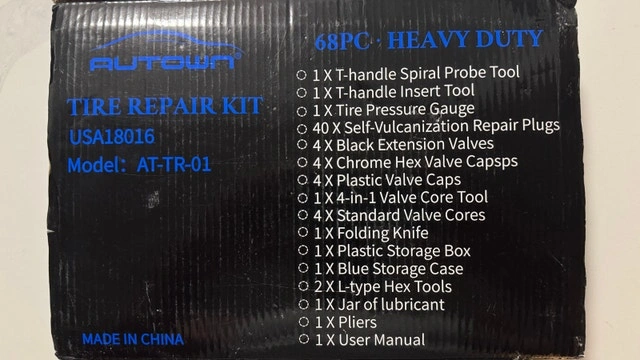 AUTOWN
TIRE REPAIR KIT
USA18016
Model: AT-TR-01
MADE IN CHINA
68PC · HEAVY DUTY
1 X T-handle Spiral Probe Tool
1 X T-handle Insert Tool
1 X Tire Pressure Gauge
40 X Self-Vulcanization Repair Plugs
4 X Black Extension Valves
4 X Chrome Hex Valve Capsps
4 X Plastic Valve Caps
1 X 4-in-1 Valve Core Tool
4 X Standard Valve Cores
1 X Folding Knife
1 X Plastic Storage Box
1 X Blue Storage Case
2 X L-type Hex Tools
1 X Jar of lubricant
1 X Pliers
1 X User Manual